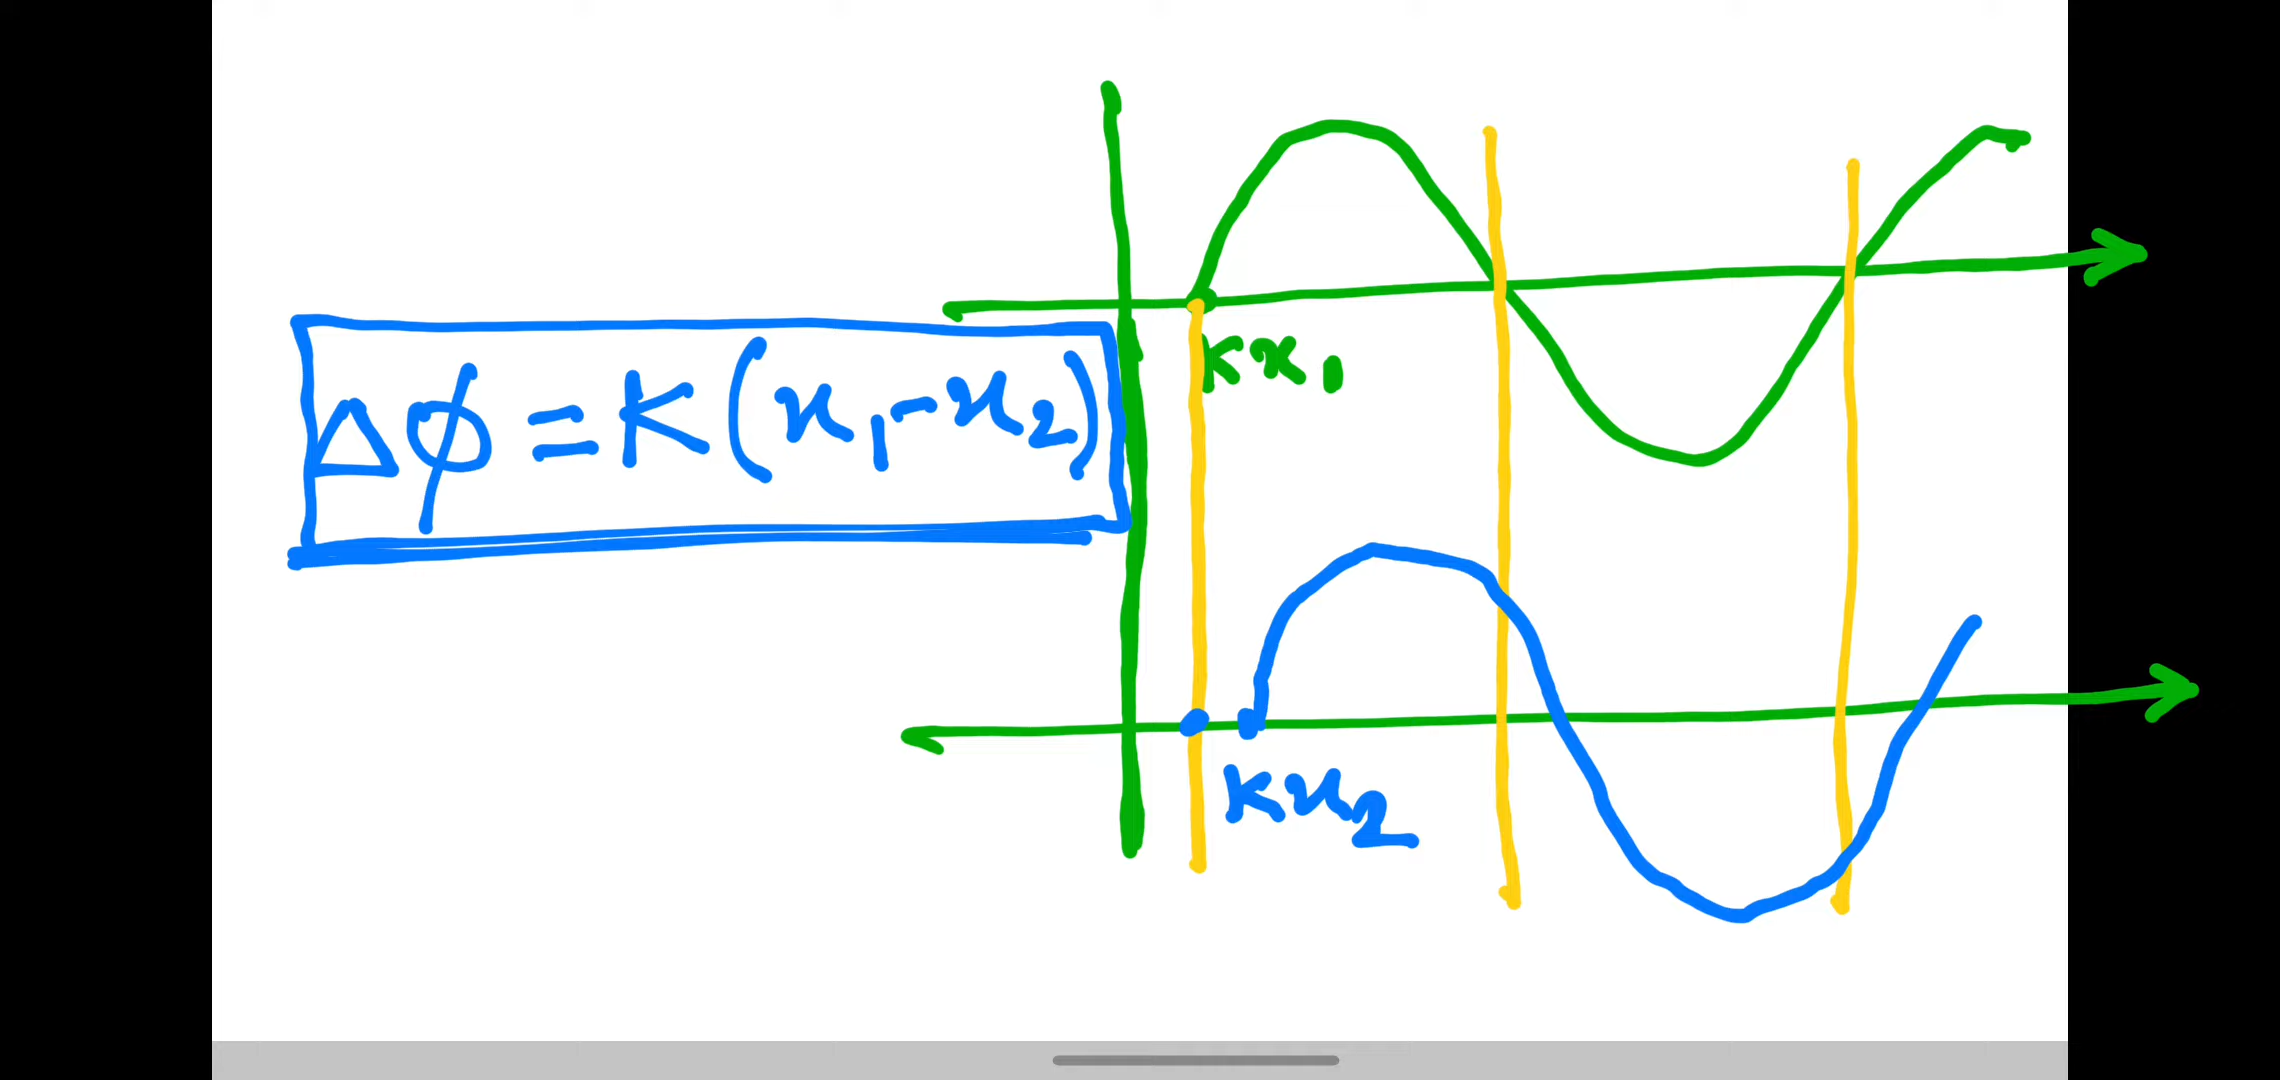 Kx₁
Δϕ = K(x₁-x₂)
Kx₂